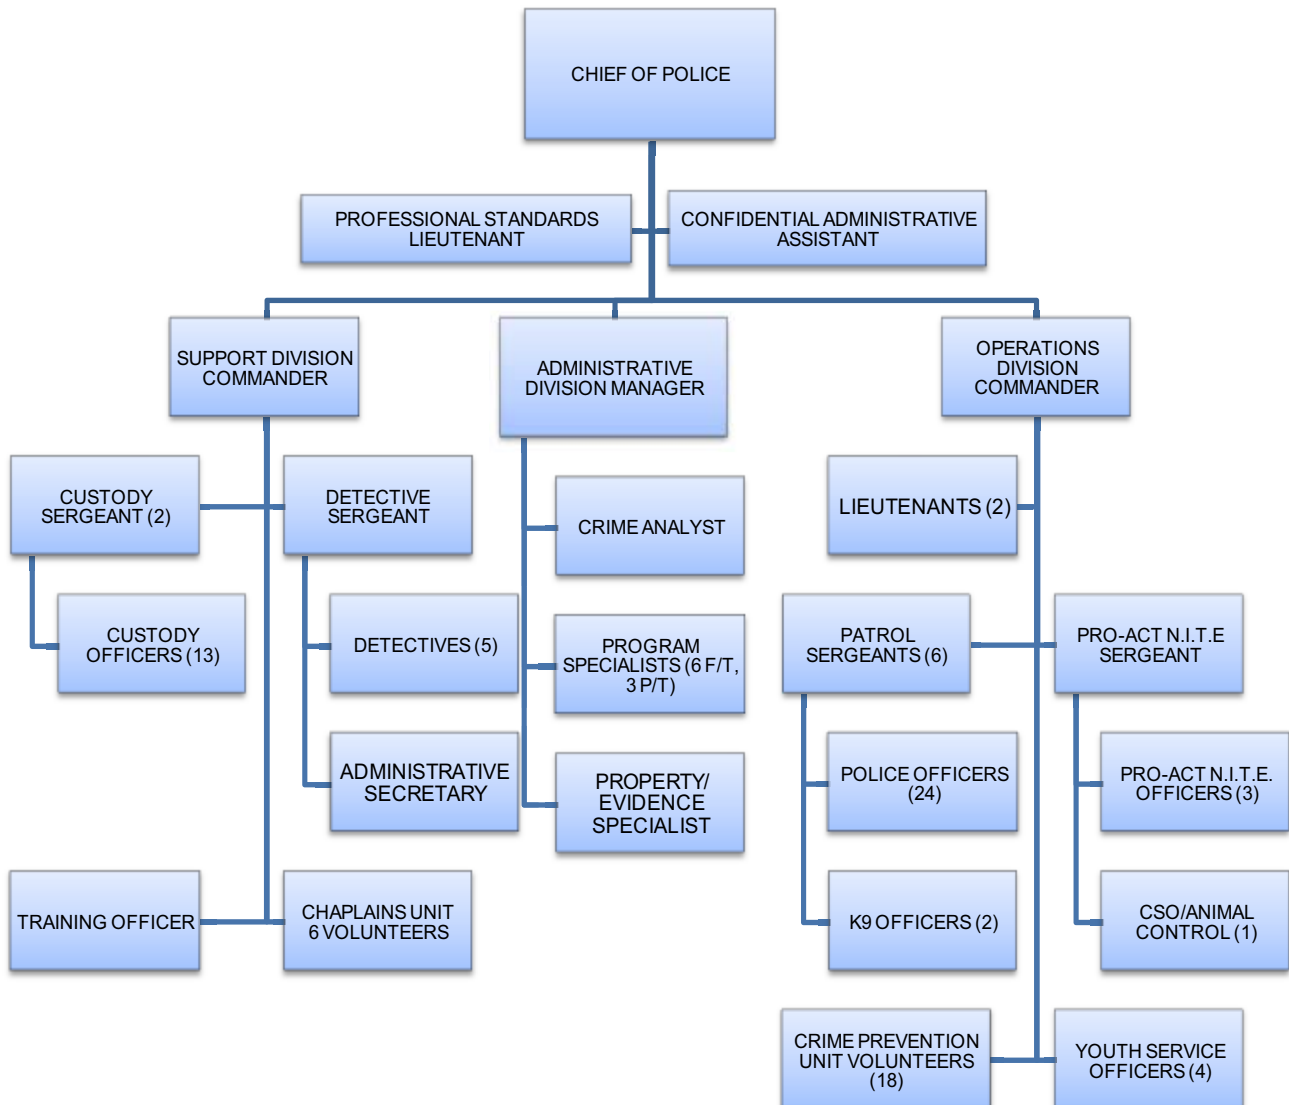 CHIEF OF POLICE
PROFESSIONAL STANDARDS
LIEUTENANT
CONFIDENTIAL ADMINISTRATIVE
ASSISTANT
SUPPORT DIVISION
COMMANDER
ADMINISTRATIVE
DIVISION MANAGER
OPERATIONS
DIVISION
COMMANDER
CUSTODY
SERGEANT (2)
DETECTIVE
SERGEANT
CRIME ANALYST
LIEUTENANTS (2)
CUSTODY
OFFICERS (13)
DETECTIVES (5)
PROGRAM
SPECIALISTS (6 F/T,
3 P/T)
PATROL
SERGEANTS (6)
PRO-ACT N.I.T.E
SERGEANT
ADMINISTRATIVE
SECRETARY
PROPERTY/
EVIDENCE
SPECIALIST
POLICE OFFICERS
(24)
PRO-ACT N.I.T.E.
OFFICERS (3)
TRAINING OFFICER
CHAPLAINS UNIT
6 VOLUNTEERS
K9 OFFICERS (2)
CSO/ANIMAL
CONTROL (1)
CRIME PREVENTION
UNIT VOLUNTEERS
(18)
YOUTH SERVICE
OFFICERS (4)